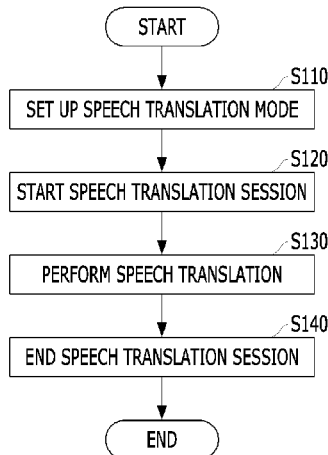 START
S110
SET UP SPEECH TRANSLATION MODE
S120
START SPEECH TRANSLATION SESSION
S130
PERFORM SPEECH TRANSLATION
S140
END SPEECH TRANSLATION SESSION
END